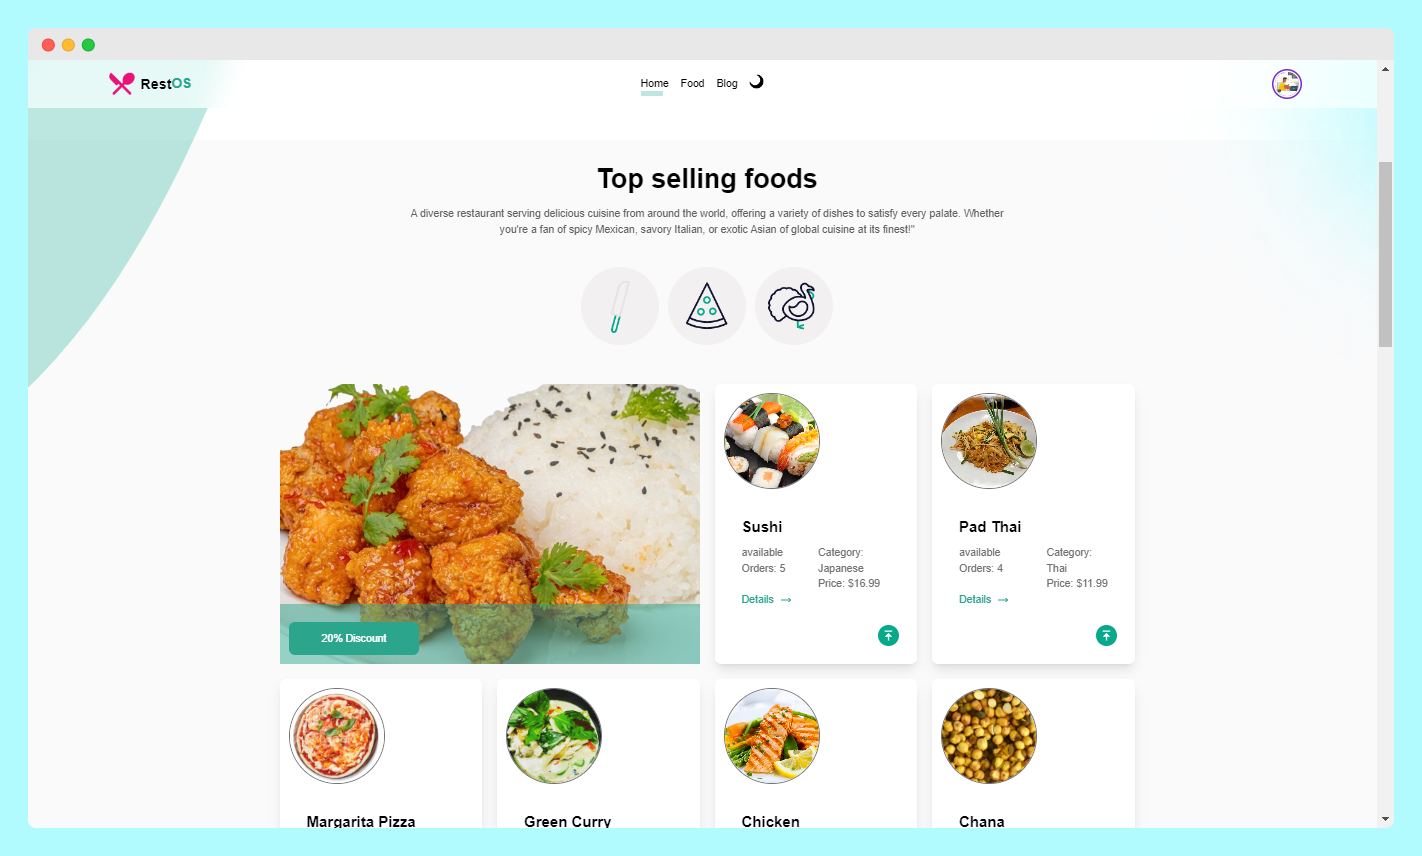 RestOS
Home Food Blog
Top selling foods
A diverse restaurant serving delicious cuisine from around the world, offering a variety of dishes to satisfy every palate. Whether
you're a fan of spicy Mexican, savory Italian, or exotic Asian of global cuisine at its finest!"
20% Discount
Sushi
available
Orders: 5
Category:
Japanese
Price: $16.99
Details →
Pad Thai
available
Orders: 4
Category:
Thai
Price: $11.99
Details →
Margarita Pizza
Green Curry
Chicken
Chana